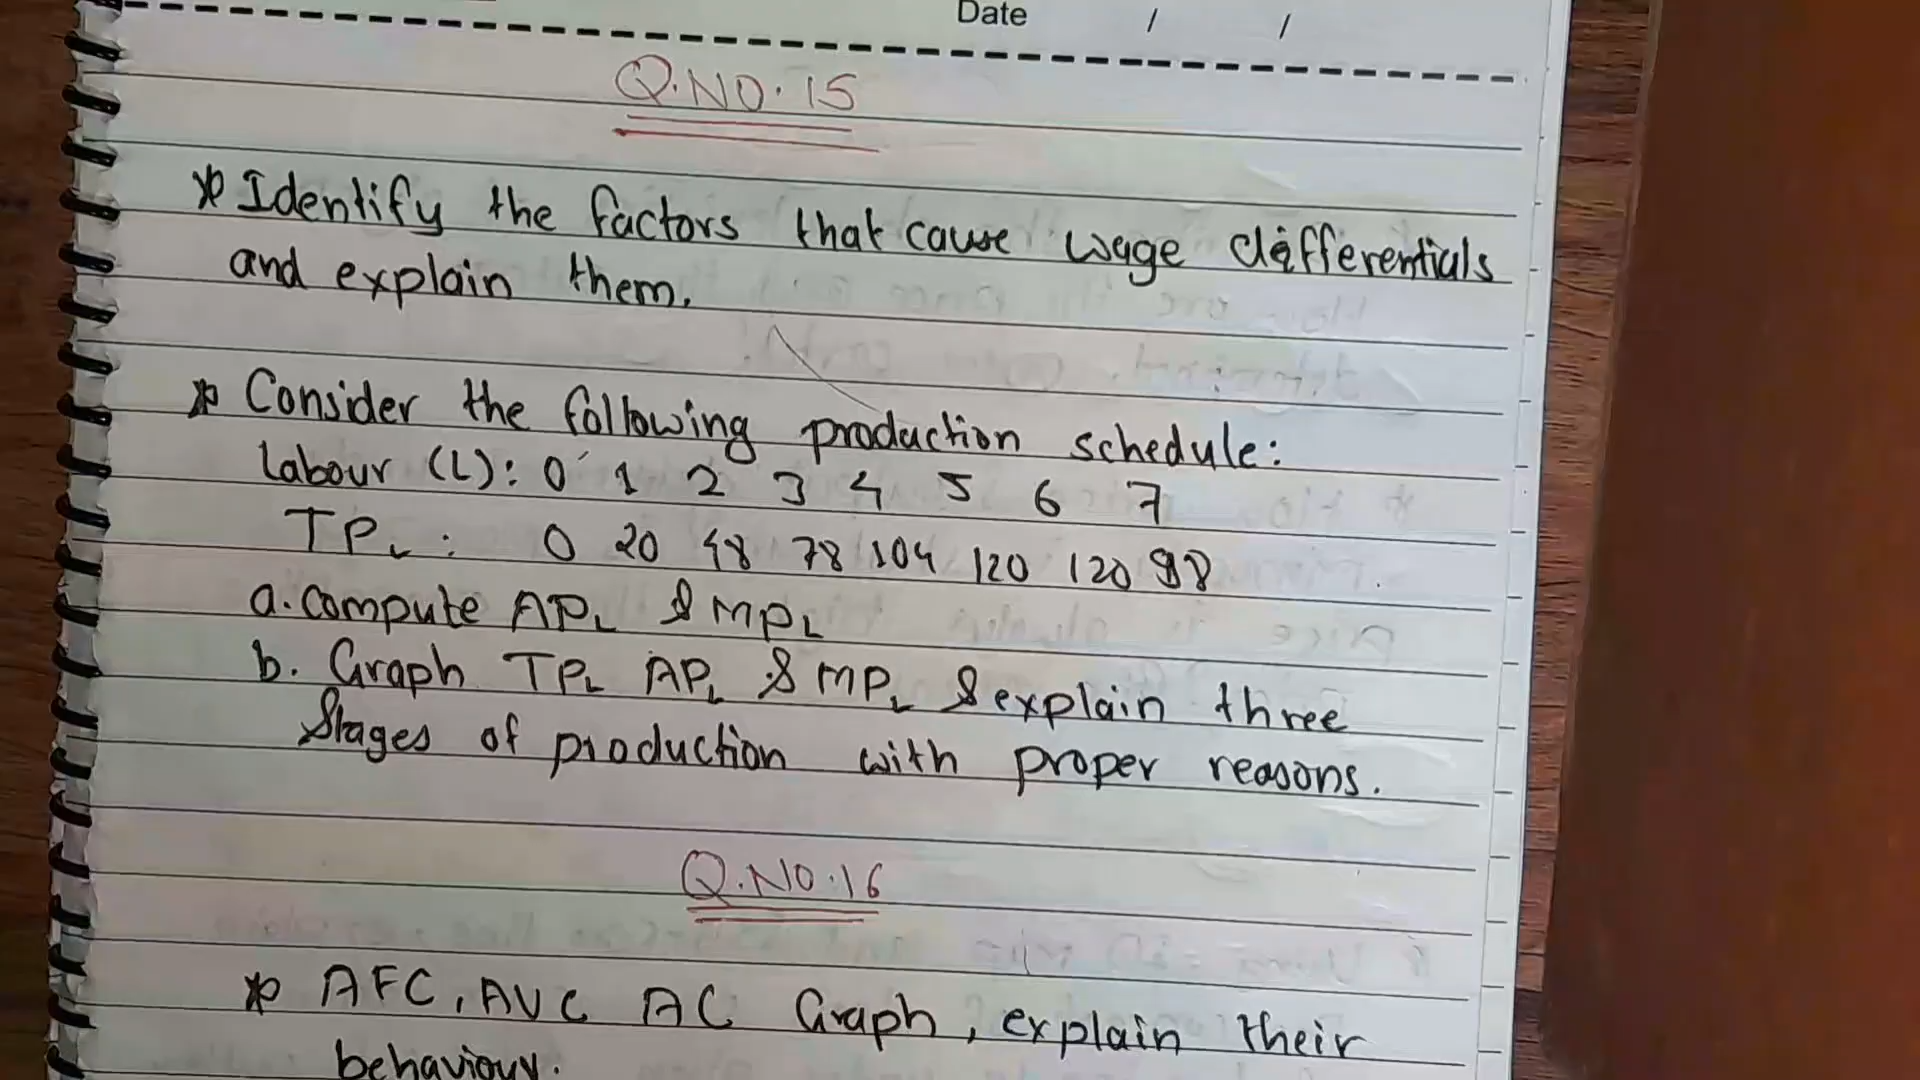 Date / /
Q.NO.15
* Identify the factors that cause wage differentials
and explain them.
* Consider the following production schedule:
Labour (L): 0 1 2 3 4 5 6 7
TPL: 0 20 48 78 104 120 120 98
a. Compute APL & MPL
b. Graph TPL APL & MPL & explain three
Stages of production with proper reasons.
Q.NO.16
* AFC, AVC AC Graph, explain their
behaviour.